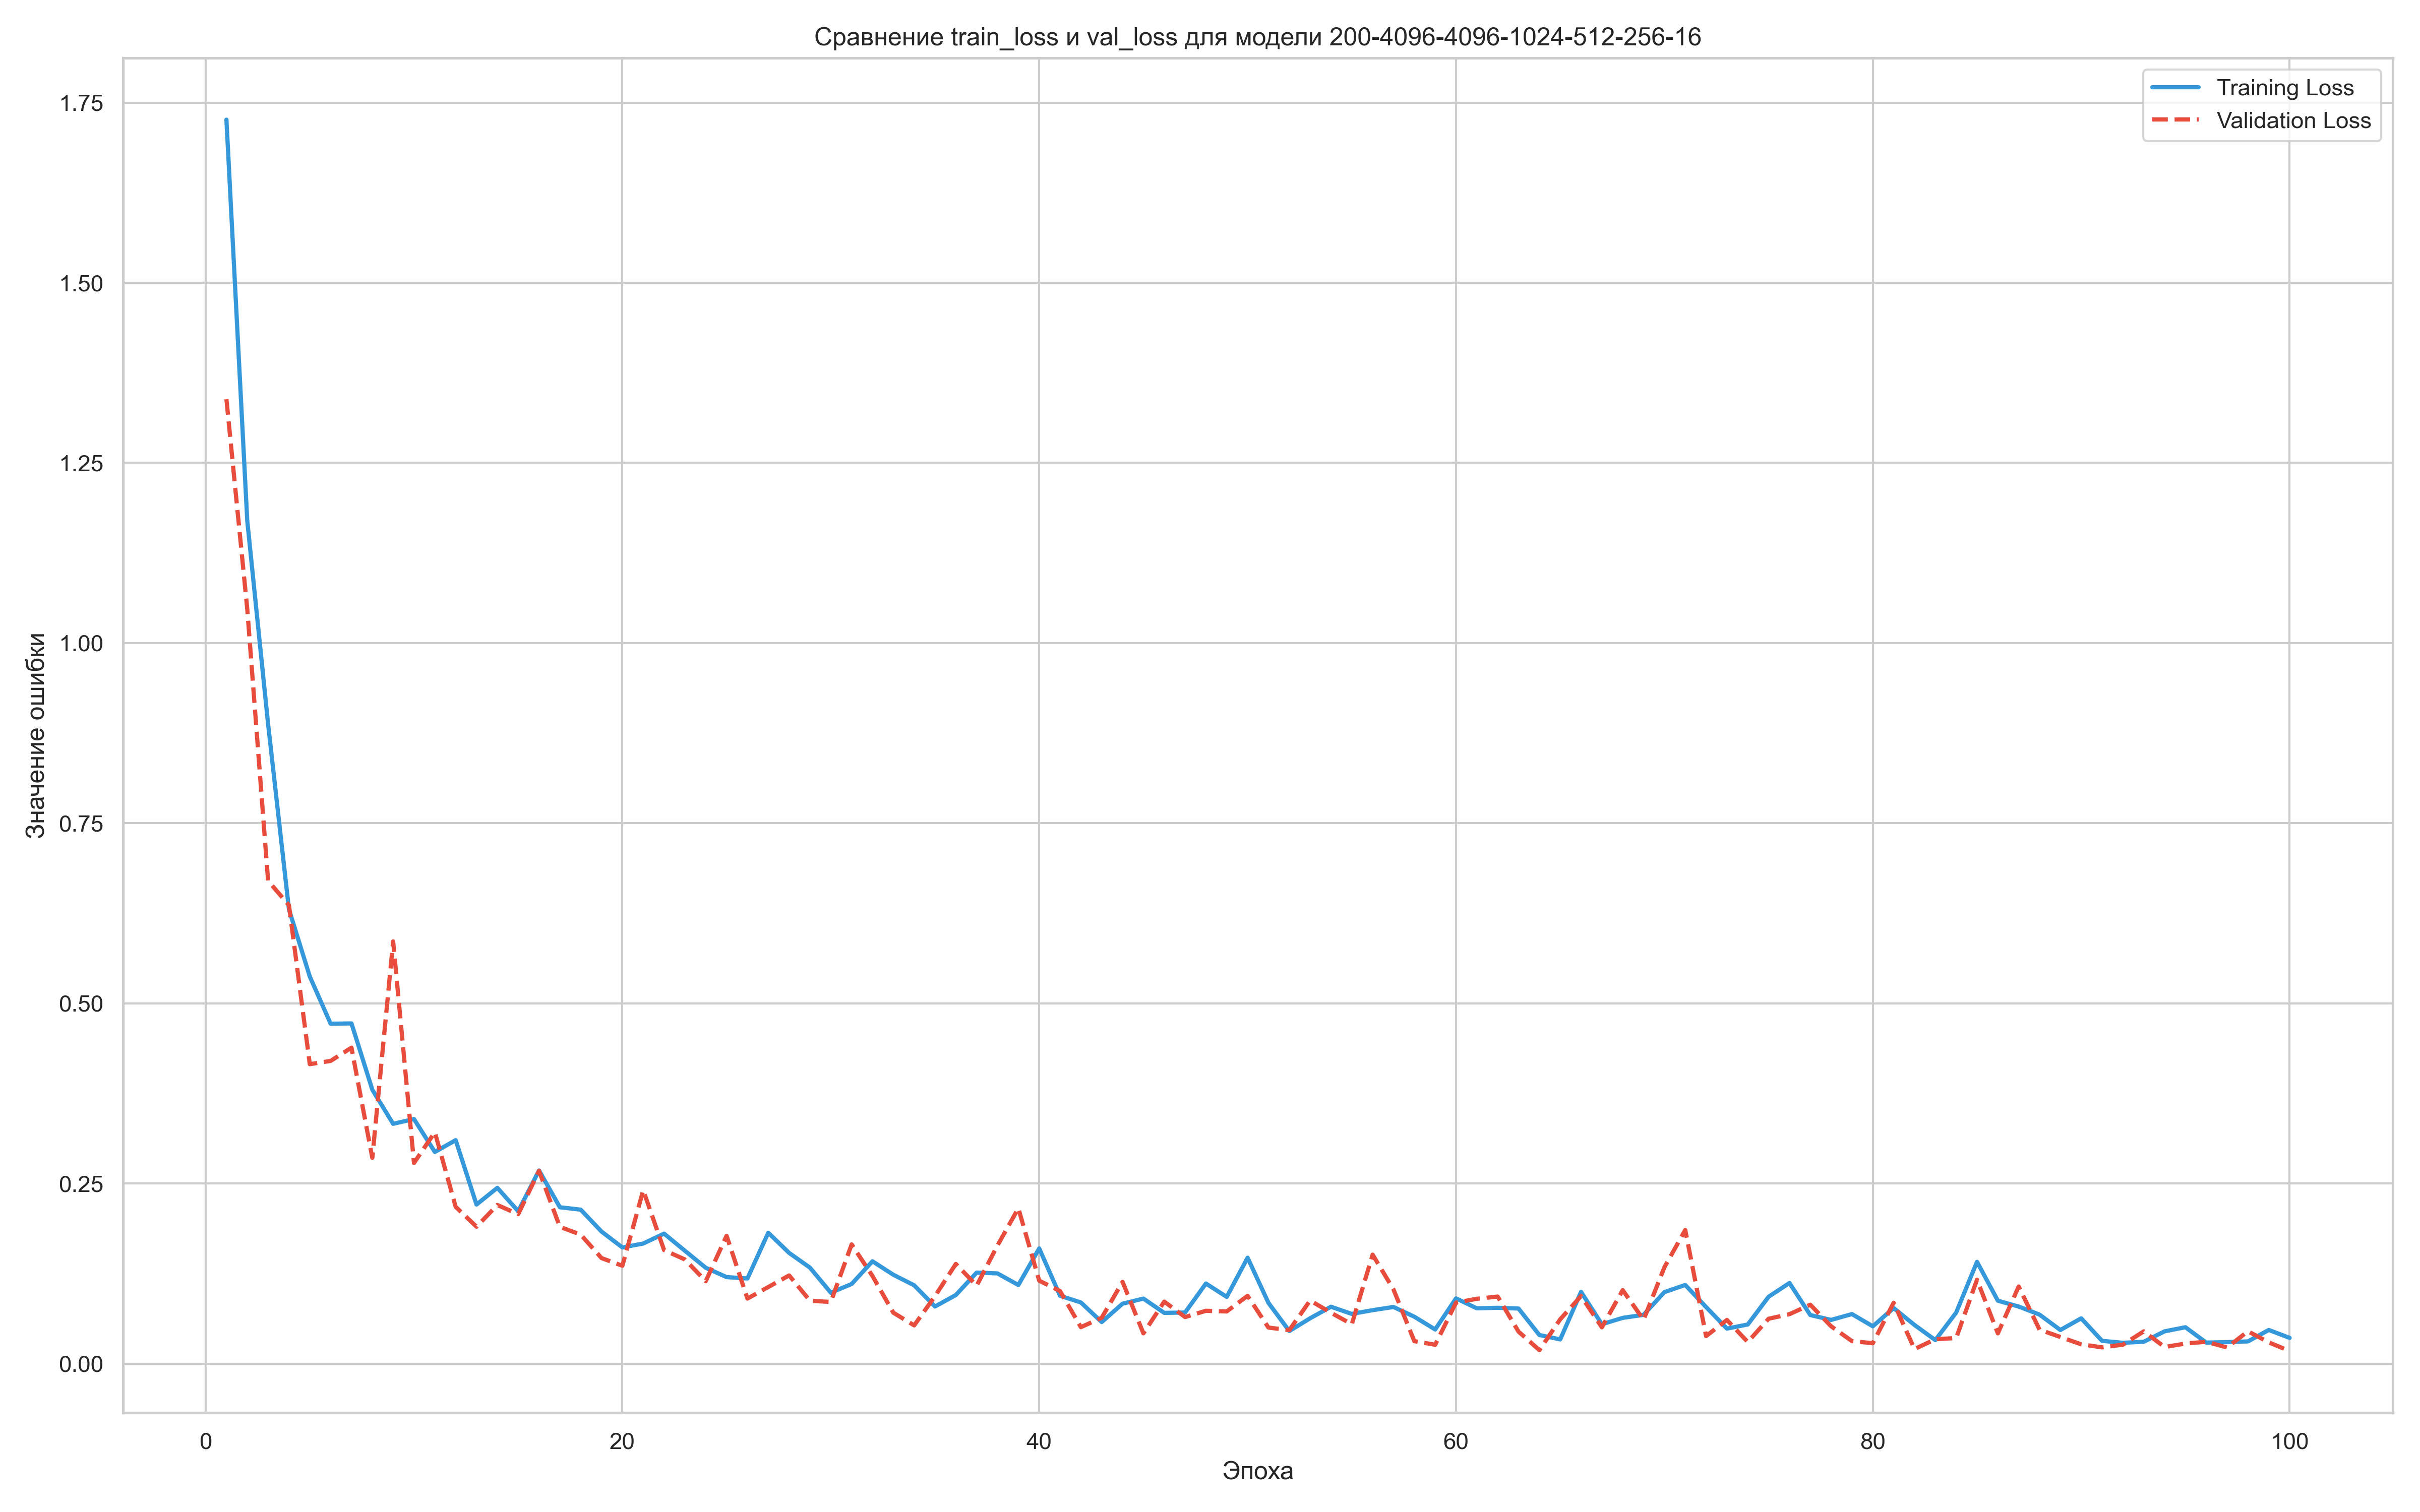 Сравнение train_loss и val_loss для модели 200-4096-4096-1024-512-256-16
Training Loss
Validation Loss
Значение ошибки
1.75
1.50
1.25
1.00
0.75
0.50
0.25
0.00
0 20 40 60 80 100
Эпоха